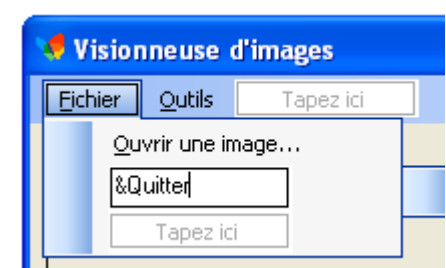 Visionneuse d'images
Fichier Outils Tapez ici
Ouvrir une image...
&Quitter
Tapez ici